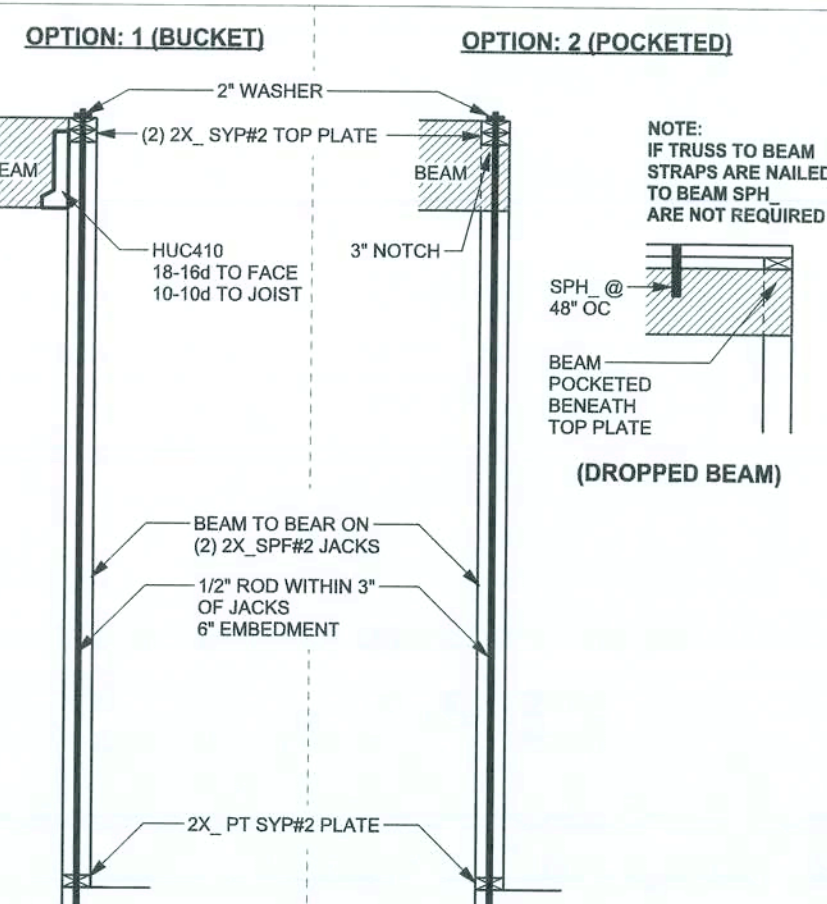 OPTION: 1 (BUCKET)
OPTION: 2 (POCKETED)
2" WASHER
(2) 2X_ SYP#2 TOP PLATE
BEAM
HUC410
18-16d TO FACE
10-10d TO JOIST
3" NOTCH
NOTE:
IF TRUSS TO BEAM
STRAPS ARE NAILED
TO BEAM SPH_
ARE NOT REQUIRED
SPH_ @
48" OC
BEAM
POCKETED
BENEATH
TOP PLATE
(DROPPED BEAM)
BEAM TO BEAR ON
(2) 2X_SPF#2 JACKS
1/2" ROD WITHIN 3"
OF JACKS
6" EMBEDMENT
2X_ PT SYP#2 PLATE